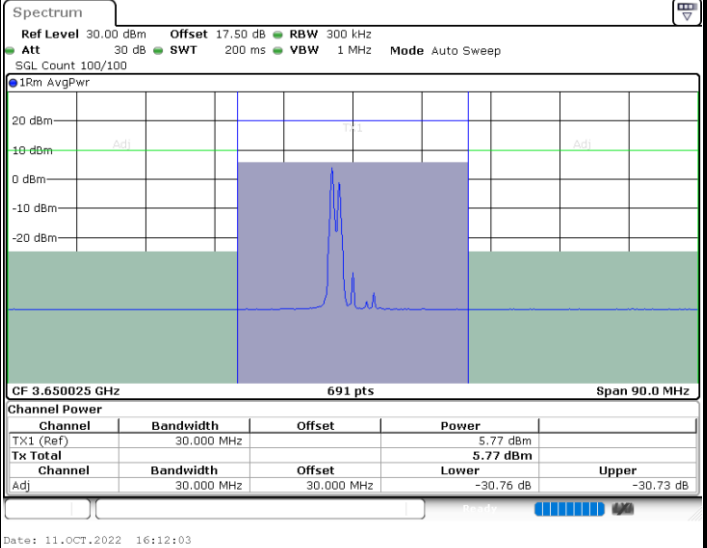 Spectrum
Ref Level 30.00 dBm Offset 17.50 dB RBW 300 kHz
Att 30 dB SWT 200 ms VBW 1 MHz Mode Auto Sweep
SGL Count 100/100
1Rm AvgPwr
20 dBm
TX1
Adj Adj
10 dBm
0 dBm
-10 dBm
-20 dBm
CF 3.650025 GHz 691 pts Span 90.0 MHz
Channel Power
Channel Bandwidth Offset Power
TX1 (Ref) 30.000 MHz 5.77 dBm
Tx Total 5.77 dBm
Channel Bandwidth Offset Lower Upper
Adj 30.000 MHz 30.000 MHz -30.76 dB -30.73 dB
Ready
Date: 11.OCT.2022 16:12:03